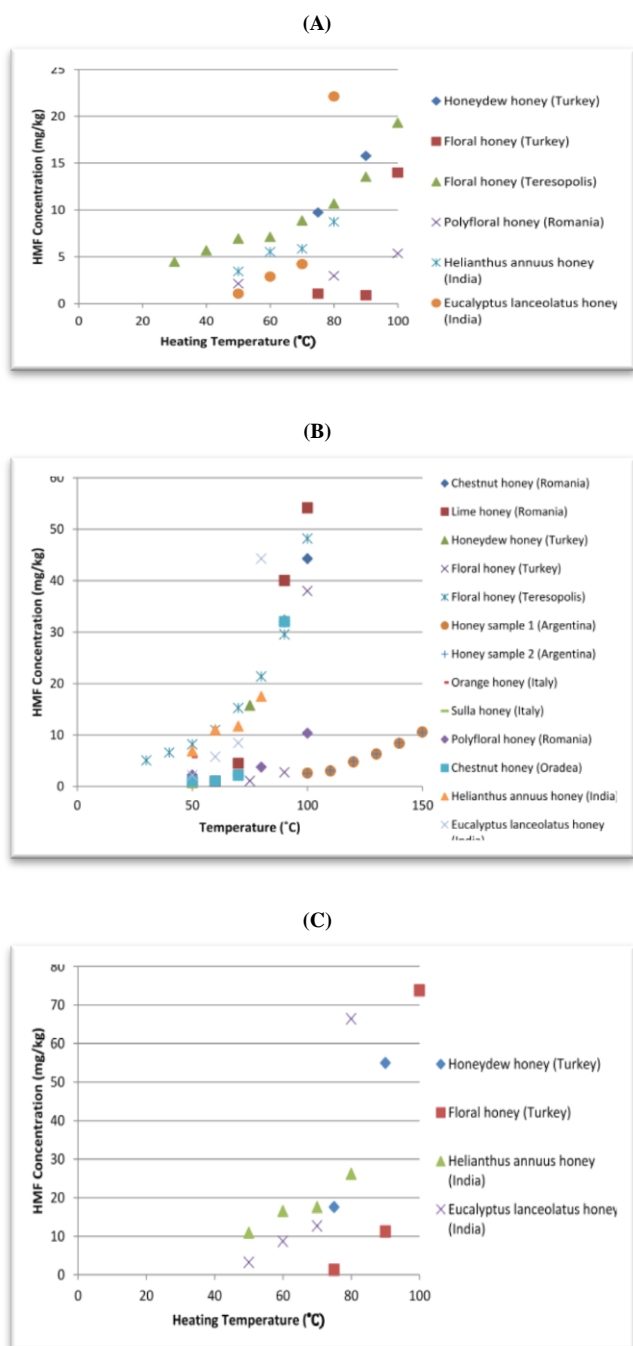 (A)
25
20
15
10
5
0
HMF Concentration (mg/kg)
0 20 40 60 80 100
Heating Temperature (°C)
Honeydew honey (Turkey)
Floral honey (Turkey)
Floral honey (Teresopolis)
Polyfloral honey (Romania)
Helianthus annuus honey
(India)
Eucalyptus lanceolatus honey
(India)
(B)
60
50
40
30
20
10
0
HMF Concentration (mg/kg)
0 50 100 150
Temperature (°C)
Chestnut honey (Romania)
Lime honey (Romania)
Honeydew honey (Turkey)
Floral honey (Turkey)
Floral honey (Teresopolis)
Honey sample 1 (Argentina)
Honey sample 2 (Argentina)
Orange honey (Italy)
Sulla honey (Italy)
Polyfloral honey (Romania)
Chestnut honey (Oradea)
Helianthus annuus honey (India)
Eucalyptus lanceolatus honey
(India)
(C)
80
70
60
50
40
30
20
10
0
HMF Concentration (mg/kg)
0 20 40 60 80 100
Heating Temperature (°C)
Honeydew honey (Turkey)
Floral honey (Turkey)
Helianthus annuus honey
(India)
Eucalyptus lanceolatus honey
(India)